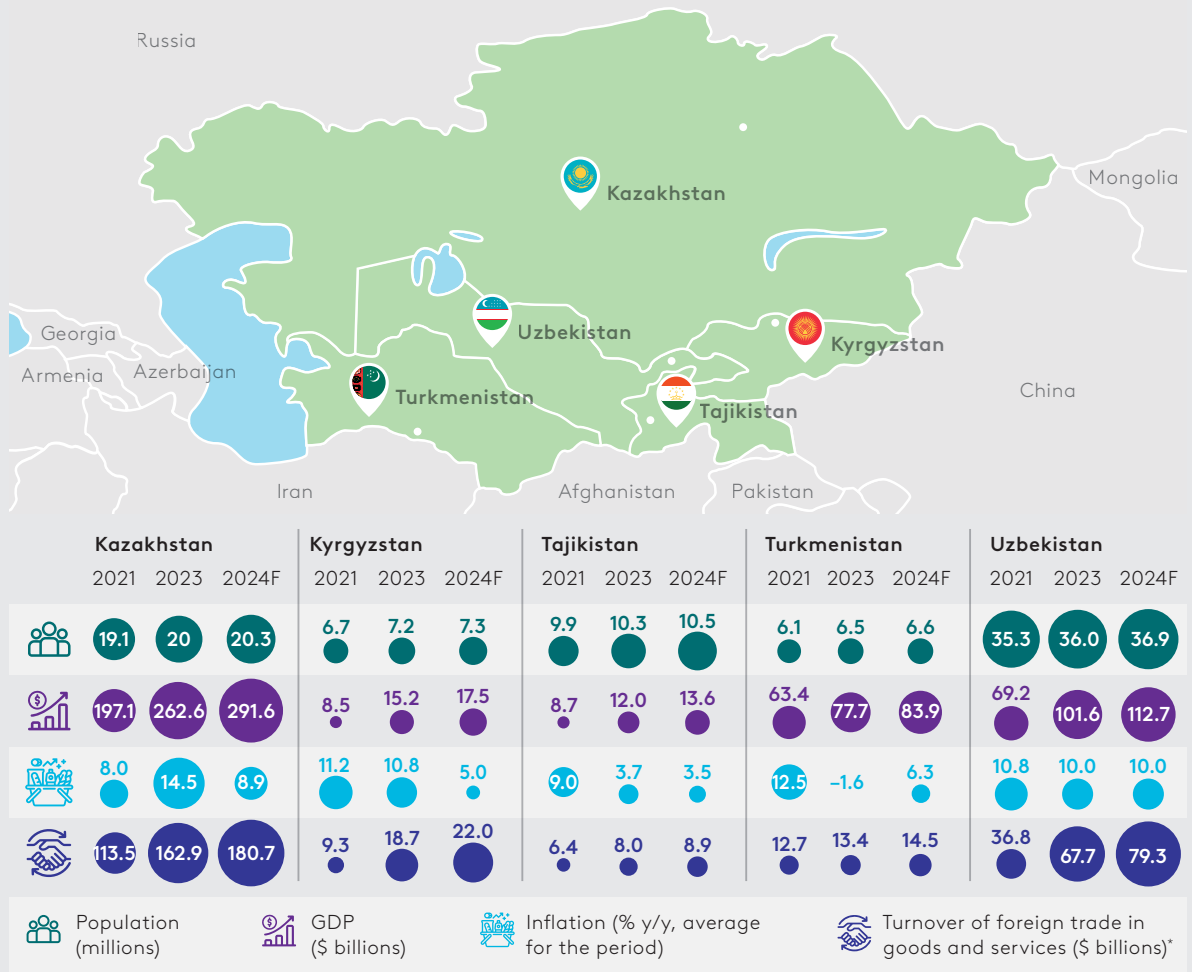 Russia
Mongolia
Kazakhstan
Georgia
Uzbekistan
Kyrgyzstan
Armenia
Azerbaijan
Turkmenistan
Tajikistan
China
Iran
Afghanistan
Pakistan
Kazakhstan Kyrgyzstan Tajikistan Turkmenistan Uzbekistan
2021 2023 2024F 2021 2023 2024F 2021 2023 2024F 2021 2023 2024F 2021 2023 2024F
19.1 20 20.3 6.7 7.2 7.3 9.9 10.3 10.5 6.1 6.5 6.6 35.3 36.0 36.9
197.1 262.6 291.6 8.5 15.2 17.5 8.7 12.0 13.6 63.4 77.7 83.9 69.2 101.6 112.7
8.0 14.5 8.9 11.2 10.8 5.0 9.0 3.7 3.5 12.5 –1.6 6.3 10.8 10.0 10.0
113.5 162.9 180.7 9.3 18.7 22.0 6.4 8.0 8.9 12.7 13.4 14.5 36.8 67.7 79.3
Population
(millions)
GDP
($ billions)
Inflation (% y/y, average
for the period)
Turnover of foreign trade in
goods and services ($ billions)*